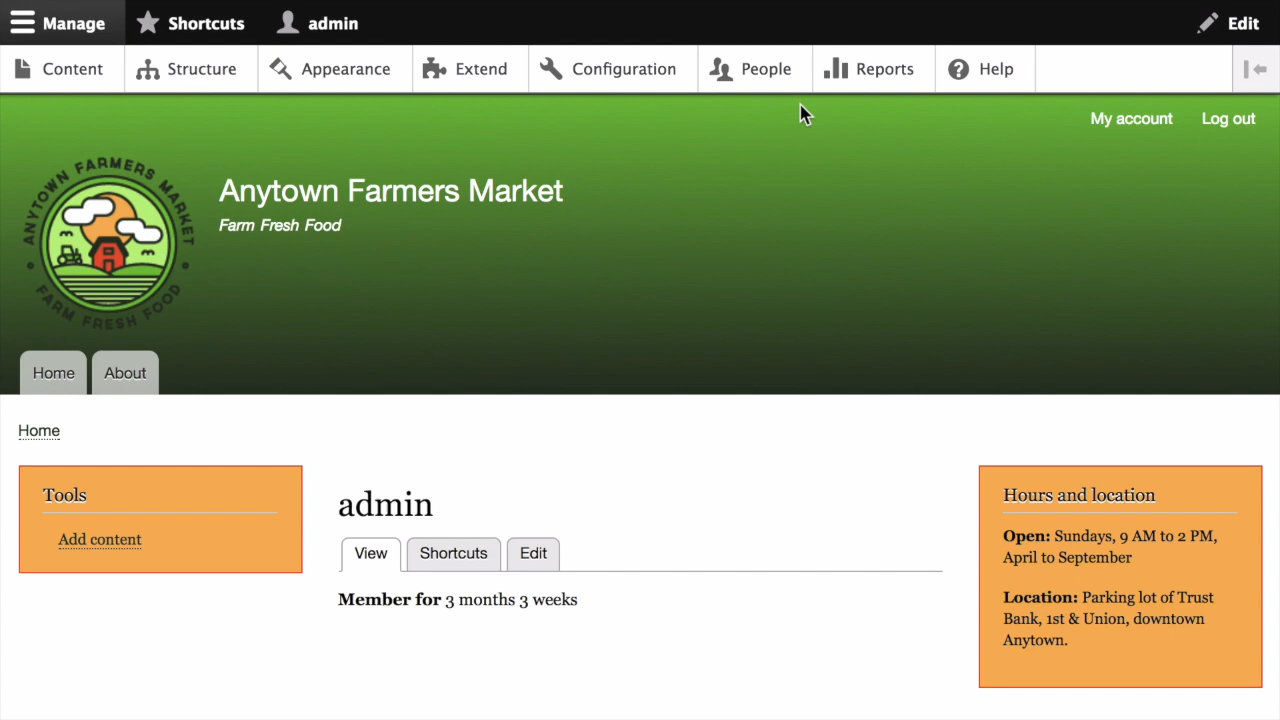 Manage Shortcuts admin Edit
Content Structure Appearance Extend Configuration People Reports Help
My account Log out
ANYTOWN FARMERS MARKET
FARM FRESH FOOD
Anytown Farmers Market
Farm Fresh Food
Home About
Home
Tools
Add content
admin
View Shortcuts Edit
Member for 3 months 3 weeks
Hours and location
Open: Sundays, 9 AM to 2 PM,
April to September
Location: Parking lot of Trust
Bank, 1st & Union, downtown
Anytown.